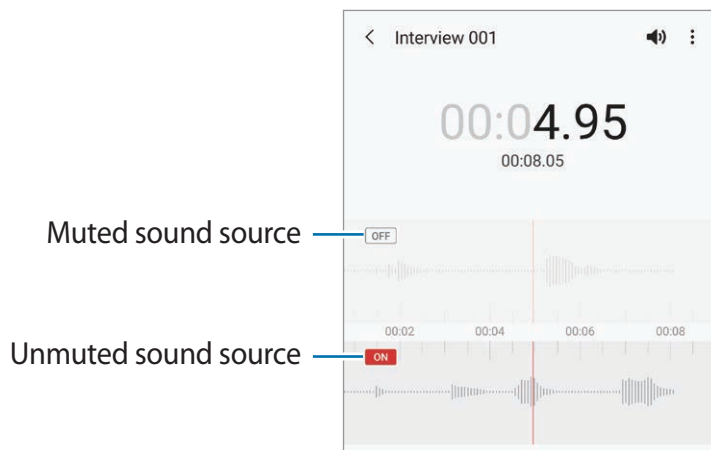 Interview 001
00:04.95
00:08.05
Muted sound source
OFF
00:02 00:04 00:06 00:08
Unmuted sound source
ON